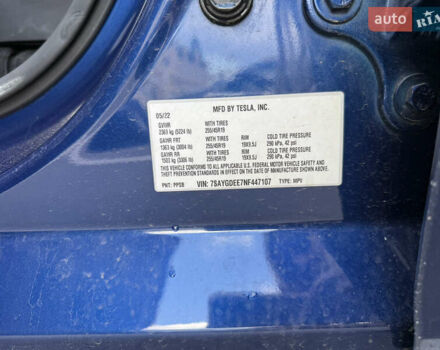 auto RIA
MFD BY TESLA, INC.
05/22
GVWR WITH TIRES
2363 kg (5224 lb) 255/45R19
GAWR FRT WITH TIRES RIM COLD TIRE PRESSURE
1363 kg (3004 lb) 255/45R19 19X9.5J 290 kPa, 42 psi
GAWR RR WITH TIRES RIM COLD TIRE PRESSURE
1503 kg (3306 lb) 255/45R19 19X9.5J 290 kPa, 42 psi
THIS VEHICLE CONFORMS TO ALL APPLICABLE
U.S. FEDERAL MOTOR VEHICLE SAFETY
AND THEFT PREVENTION STANDARDS IN EFFECT ON
THE DATE OF MANUFACTURE SHOWN ABOVE.
PNT: PPSB VIN: 7SAYGDEE7NF447107 TYPE: MPV